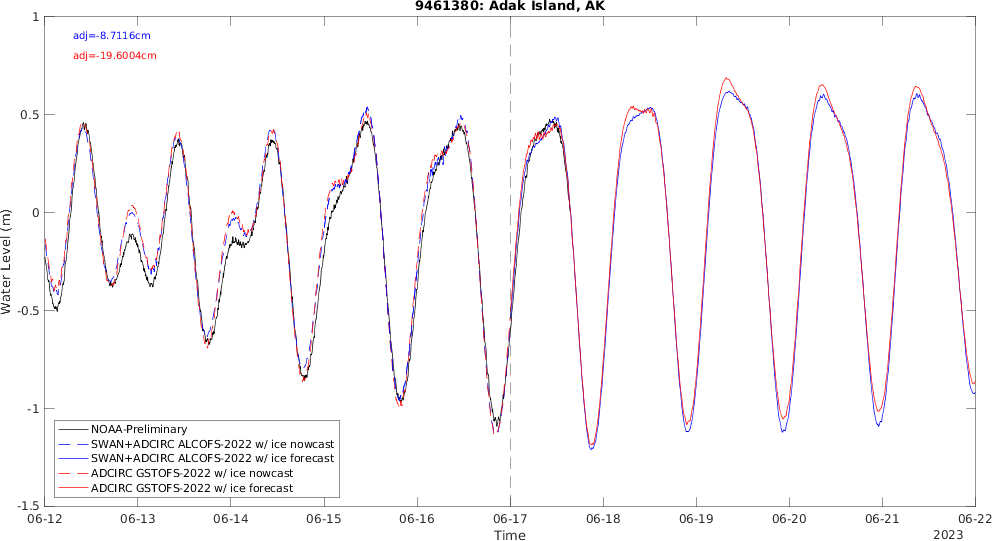 9461380: Adak Island, AK
adj=-8.7116cm
adj=-19.6004cm
1
0.5
0
-0.5
-1
-1.5
Water Level (m)
NOAA-Preliminary
SWAN+ADCIRC ALCOFS-2022 w/ ice nowcast
SWAN+ADCIRC ALCOFS-2022 w/ ice forecast
ADCIRC GSTOFS-2022 w/ ice nowcast
ADCIRC GSTOFS-2022 w/ ice forecast
06-12 06-13 06-14 06-15 06-16 06-17 06-18 06-19 06-20 06-21 06-22
Time
2023